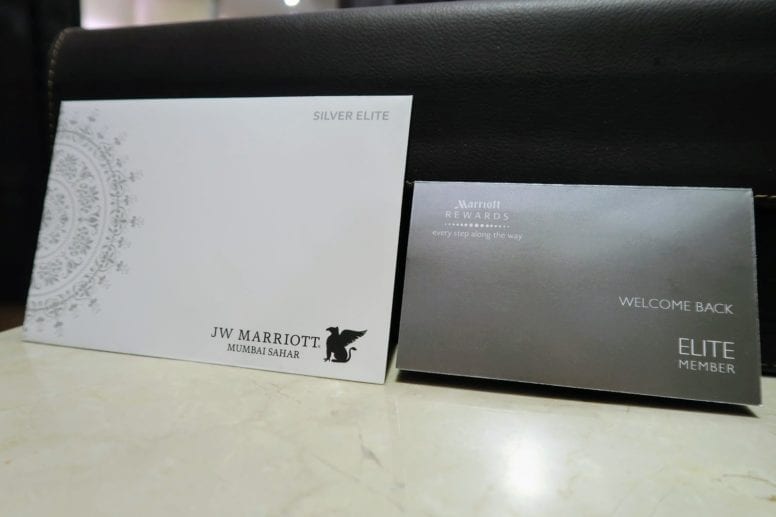 SILVER ELITE
JW MARRIOTT
MUMBAI SAHAR
Marriott
REWARDS
every step along the way
WELCOME BACK
ELITE
MEMBER